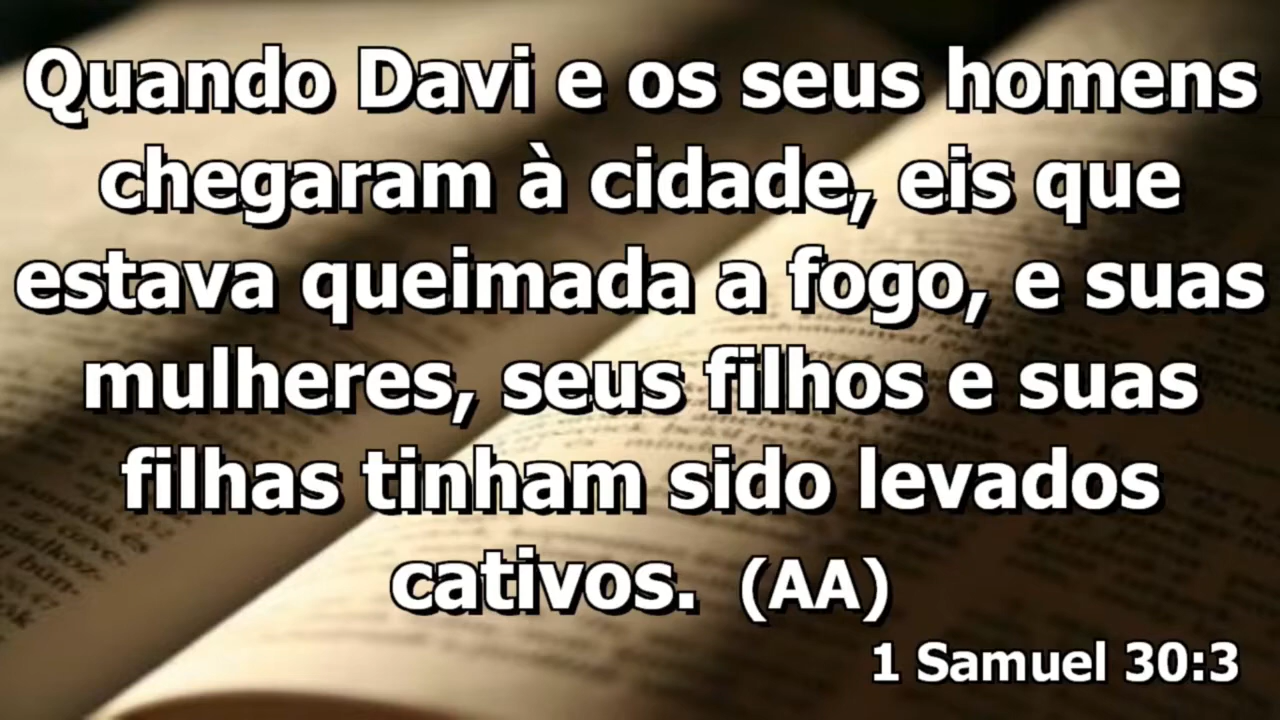 Quando Davi e os seus homens
chegaram à cidade, eis que
estava queimada a fogo, e suas
mulheres, seus filhos e suas
filhas tinham sido levados
cativos. (AA)
1 Samuel 30:3